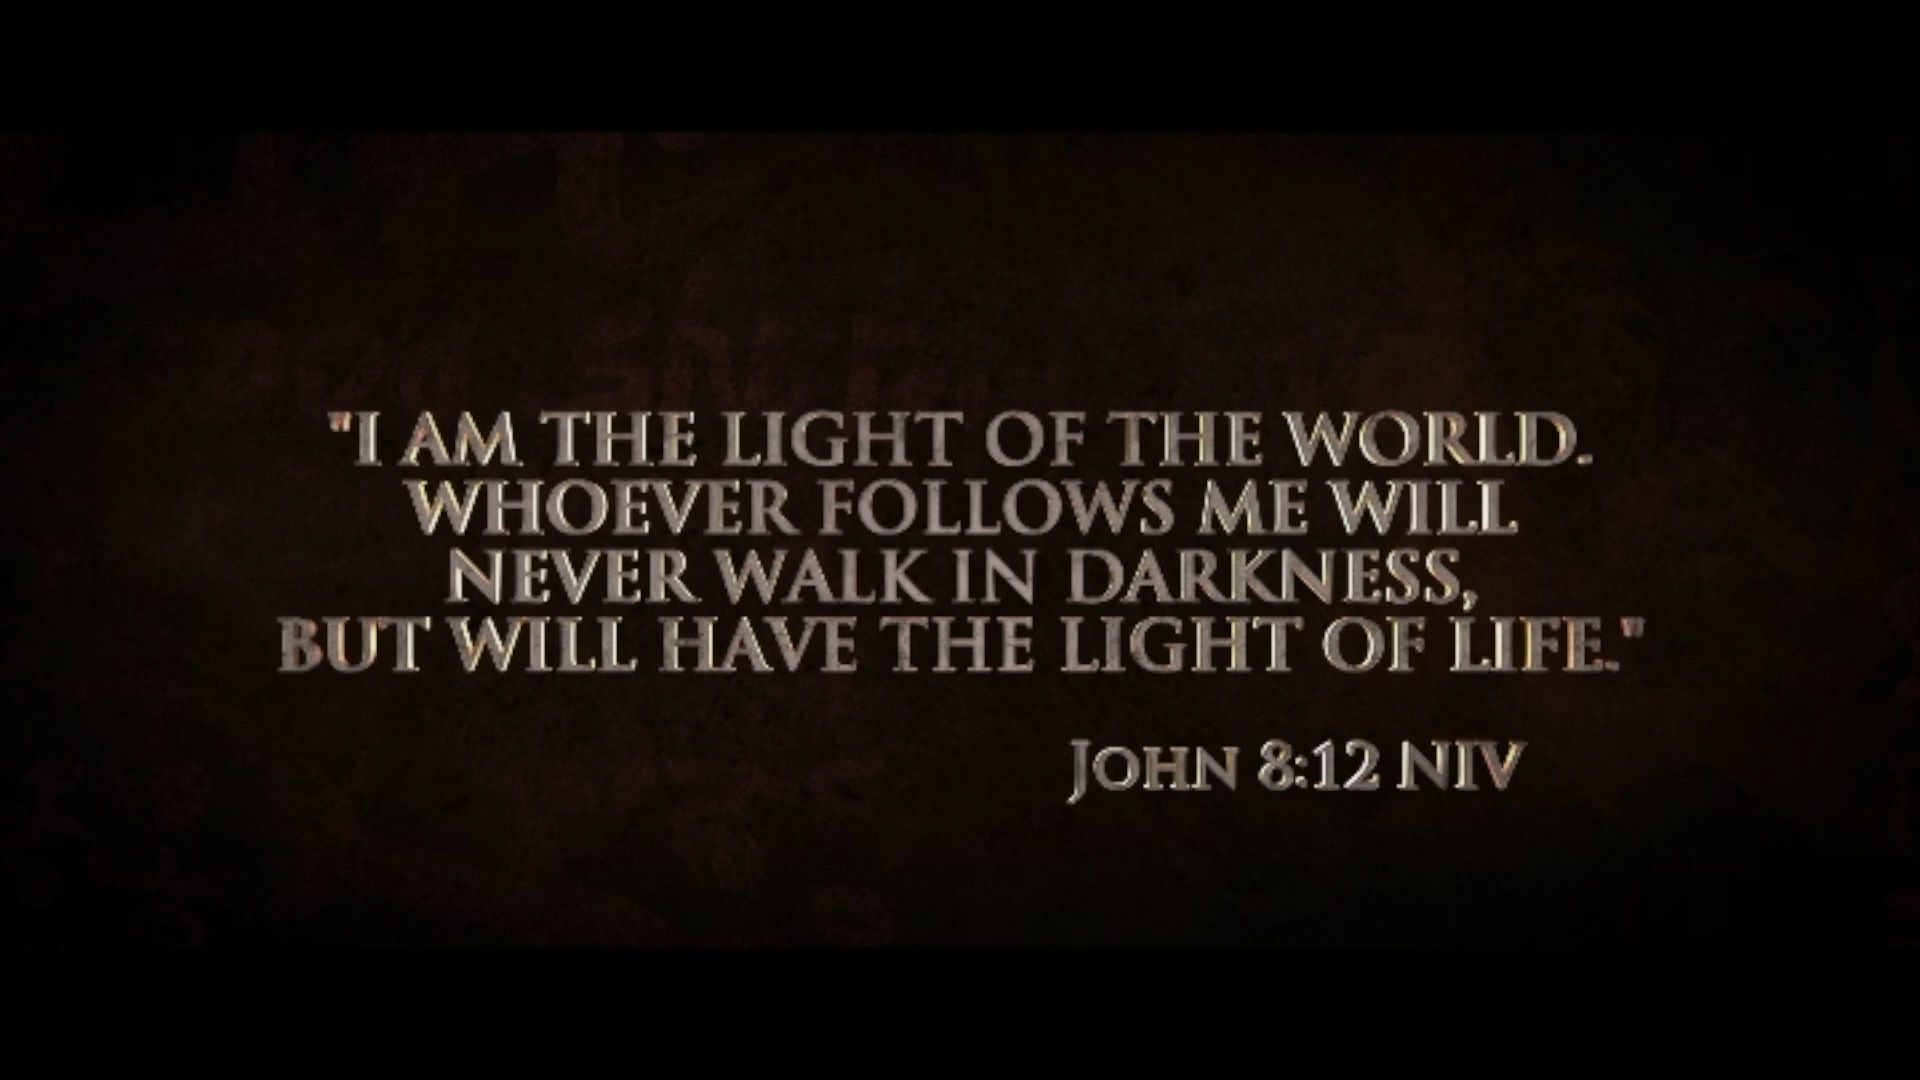 "I AM THE LIGHT OF THE WORLD.
WHOEVER FOLLOWS ME WILL
NEVER WALK IN DARKNESS,
BUT WILL HAVE THE LIGHT OF LIFE."
JOHN 8:12 NIV